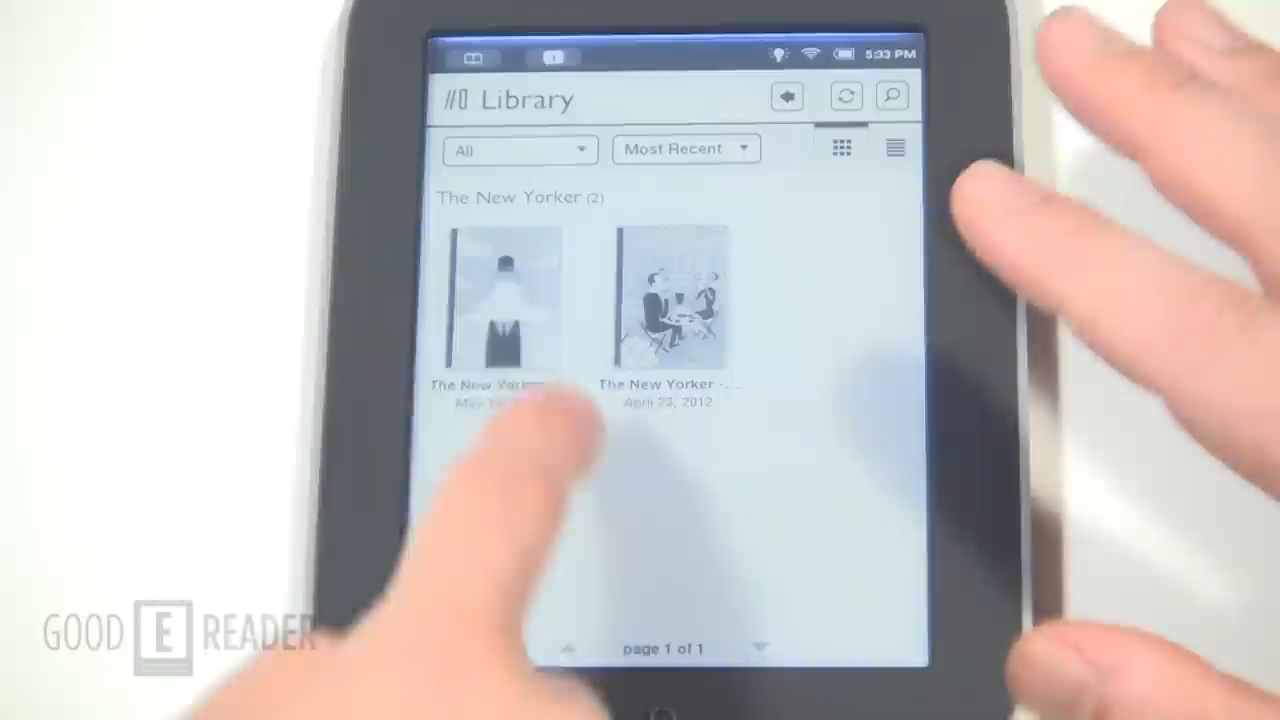 5:33 PM
Library
All
Most Recent
The New Yorker (2)
The New Yorker
The New Yorker -...
April 23, 2012
page 1 of 1
GOOD E READER